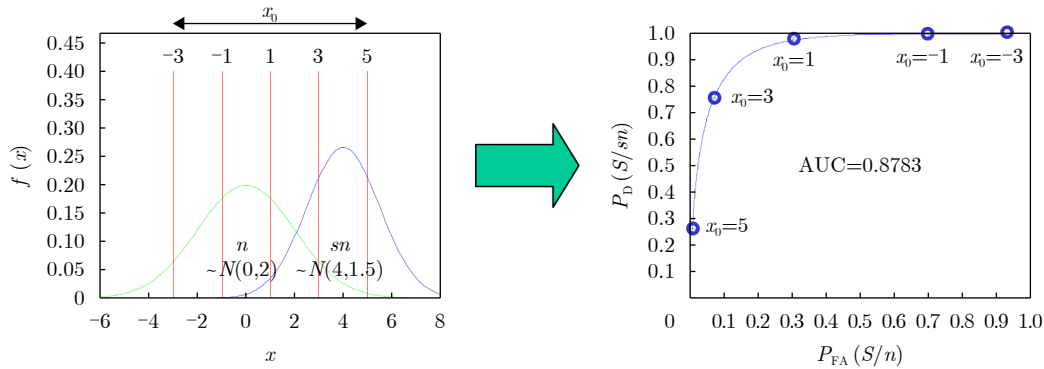 x₀
−3 −1 1 3 5
0.45
0.40
0.35
0.30
0.25
0.20
0.15
0.10
0.05
0
f (x)
n
~N(0,2)
sn
~N(4,1.5)
−6 −4 −2 0 2 4 6 8
x
1.0
0.9
0.8
0.7
0.6
0.5
0.4
0.3
0.2
0.1
P_D (S/sn)
x₀=1
x₀=−1
x₀=−3
x₀=3
AUC=0.8783
x₀=5
0 0.1 0.2 0.3 0.4 0.5 0.6 0.7 0.8 0.9 1.0
P_FA (S/n)